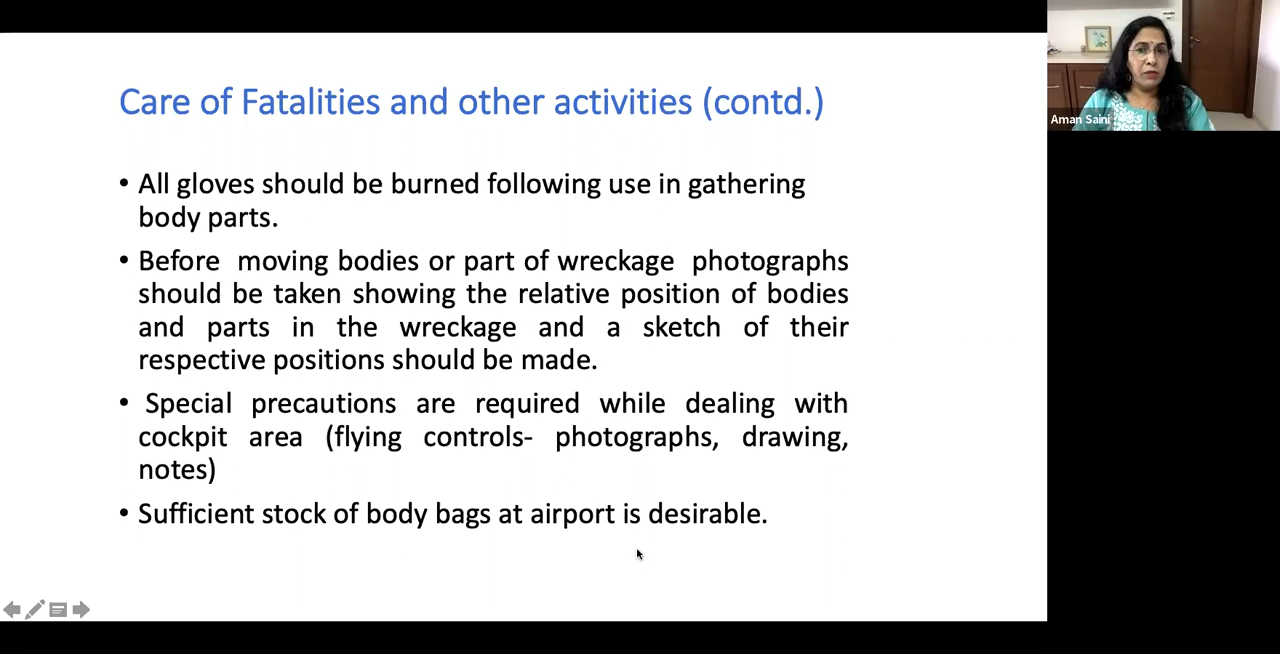 Care of Fatalities and other activities (contd.)
• All gloves should be burned following use in gathering
body parts.
• Before moving bodies or part of wreckage photographs
should be taken showing the relative position of bodies
and parts in the wreckage and a sketch of their
respective positions should be made.
• Special precautions are required while dealing with
cockpit area (flying controls- photographs, drawing,
notes)
• Sufficient stock of body bags at airport is desirable.
Aman Saini